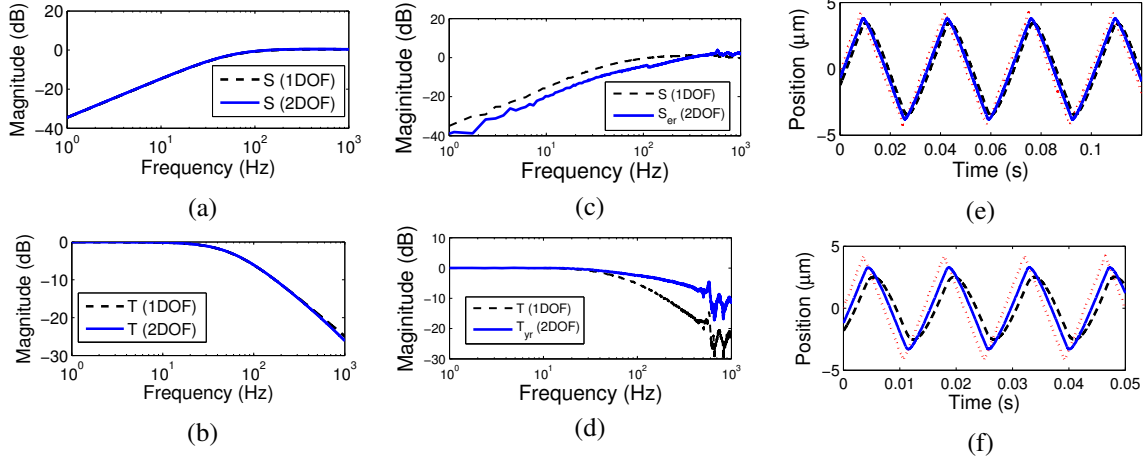 Magnitude (dB)
20
0
−20
−40
S (1DOF)
S (2DOF)
10^0
10^1
10^2
10^3
Frequency (Hz)
(a)
Maginitude (dB)
20
0
−20
−40
S (1DOF)
S_er (2DOF)
10^0
10^1
10^2
10^3
Frequency (Hz)
(c)
Position (μm)
5
0
−5
0
0.02
0.04
0.06
0.08
0.1
Time (s)
(e)
Magnitude (dB)
0
−10
−20
−30
T (1DOF)
T (2DOF)
10^0
10^1
10^2
10^3
Frequency (Hz)
(b)
Magnitude (dB)
20
10
0
−10
−20
−30
T (1DOF)
T_yr (2DOF)
10^0
10^1
10^2
10^3
Frequency (Hz)
(d)
Position (μm)
5
0
−5
0
0.01
0.02
0.03
0.04
0.05
Time (s)
(f)